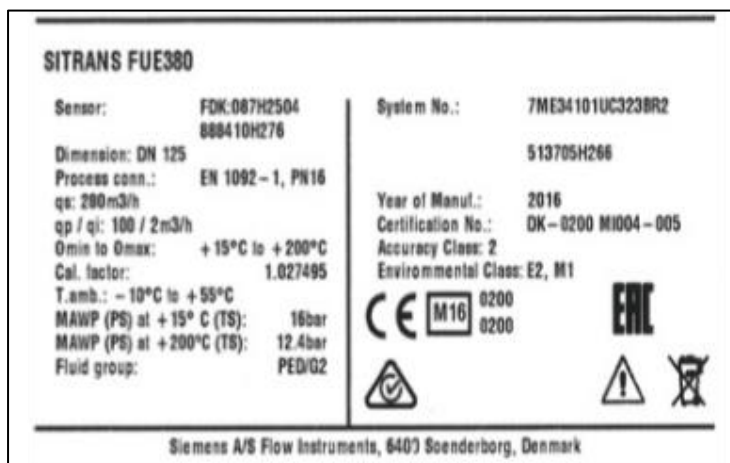 SITRANS FUE380
Sensor: FDK:087H2504
888410H276
Dimension: DN 125
Process conn.: EN 1092-1, PN16
qs: 200m3/h
qp / qi: 100 / 2m3/h
Omin to Omax: +15°C to +200°C
Cal. factor: 1.027495
T.amb.: -10°C to +55°C
MAWP (PS) at +15° C (TS): 16bar
MAWP (PS) at +200°C (TS): 12.4bar
Fluid group: PED/G2
System No.: 7ME34101UC323BR2
513705H266
Year of Manuf.: 2016
Certification No.: DK-0200 MI004-005
Accuracy Class: 2
Environmental Class: E2, M1
CE M16 0200
0200
EAC
Siemens A/S Flow Instruments, 6400 Soenderborg, Denmark